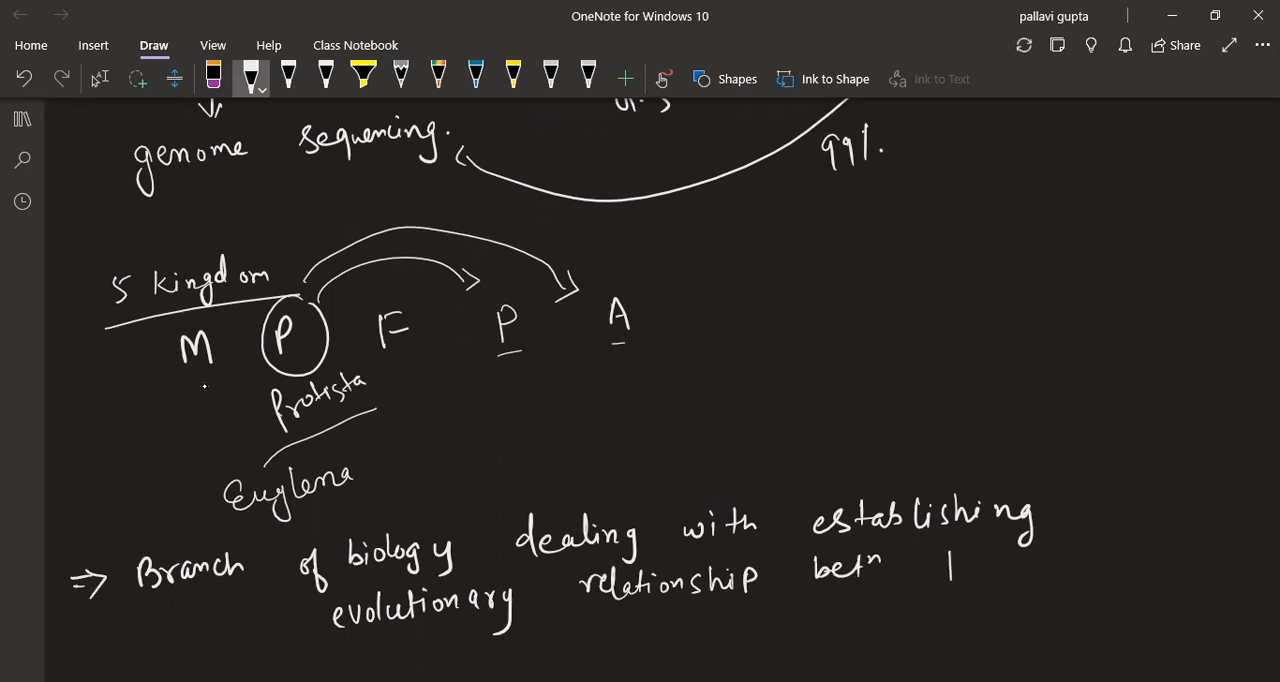 OneNote for Windows 10
pallavi gupta
Home Insert Draw View Help Class Notebook
Share
Shapes Ink to Shape Ink to Text
genome sequencing.
99%.
5 kingdom
M P F P A
Protista
Euglena
⇒ Branch of biology dealing with establishing
evolutionary relationship betn